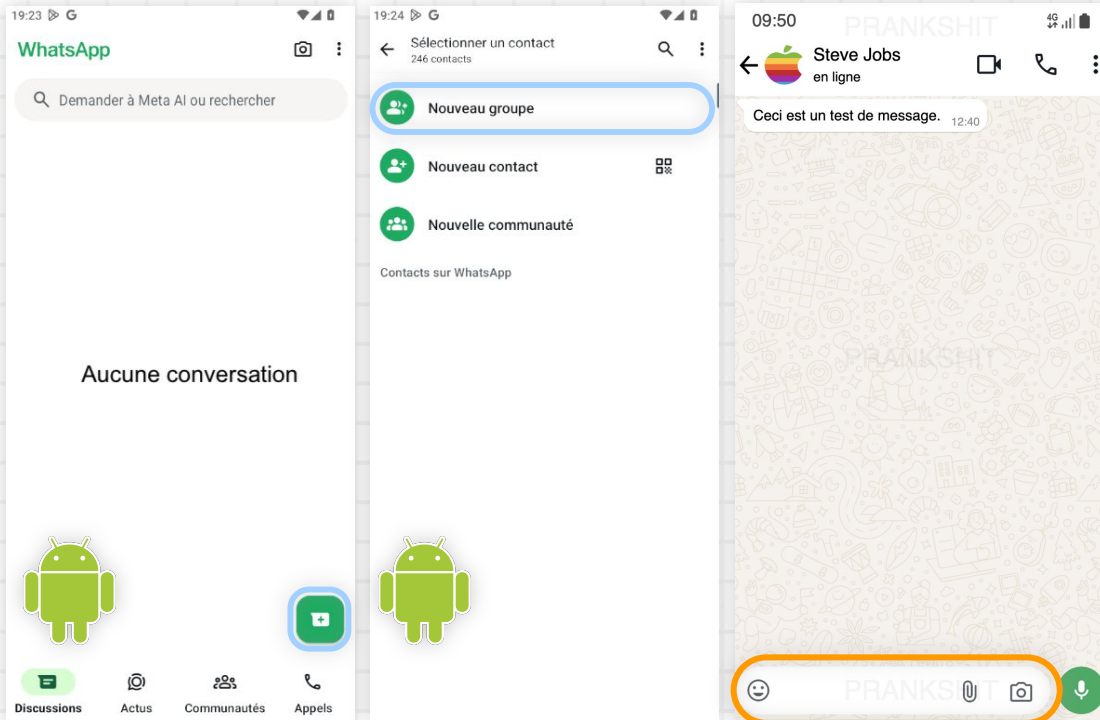 19:23 G
WhatsApp
Demander à Meta AI ou rechercher
Aucune conversation
Discussions
Actus
Communautés
Appels
19:24 G
Sélectionner un contact
246 contacts
Nouveau groupe
Nouveau contact
Nouvelle communauté
Contacts sur WhatsApp
09:50
4G
PRANKSHIT
Steve Jobs
en ligne
Ceci est un test de message. 12:40
PRANKSHIT
PRANKSHIT